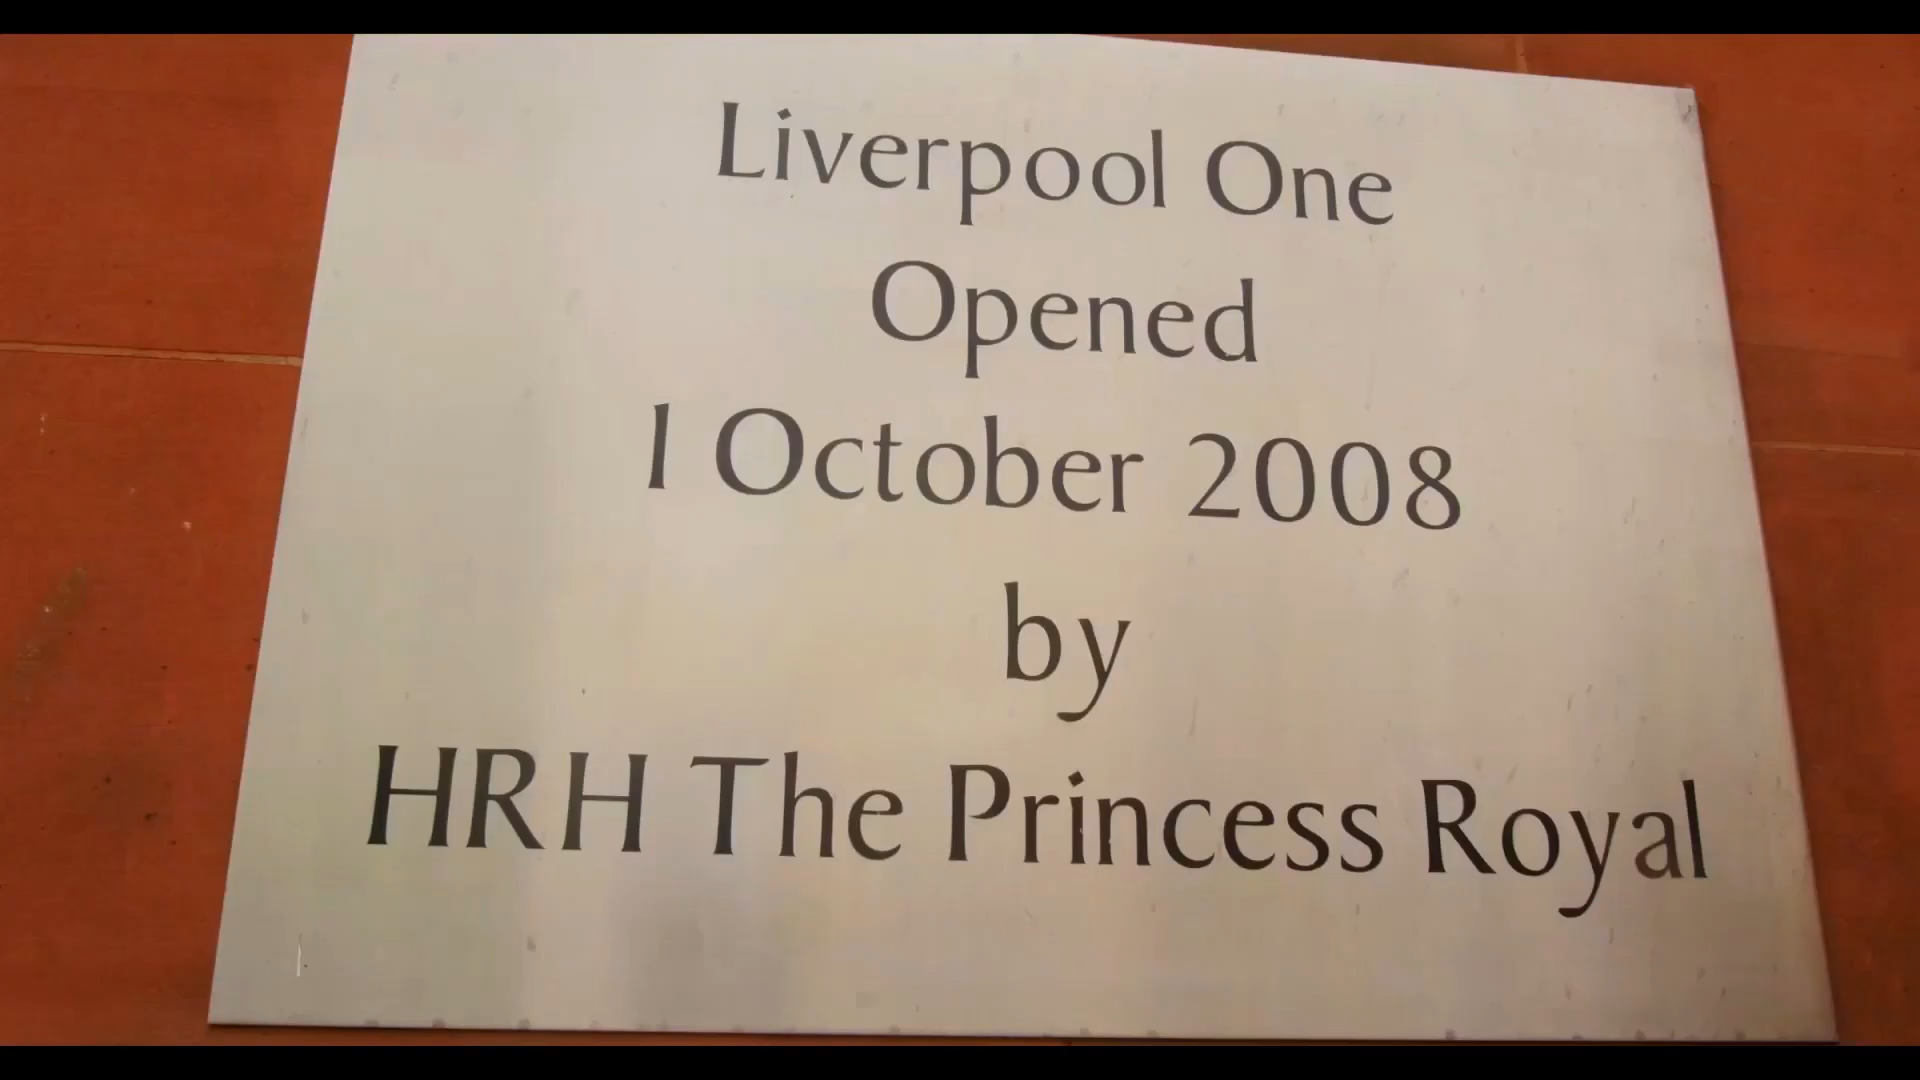 Liverpool One
Opened
1 October 2008
by
HRH The Princess Royal